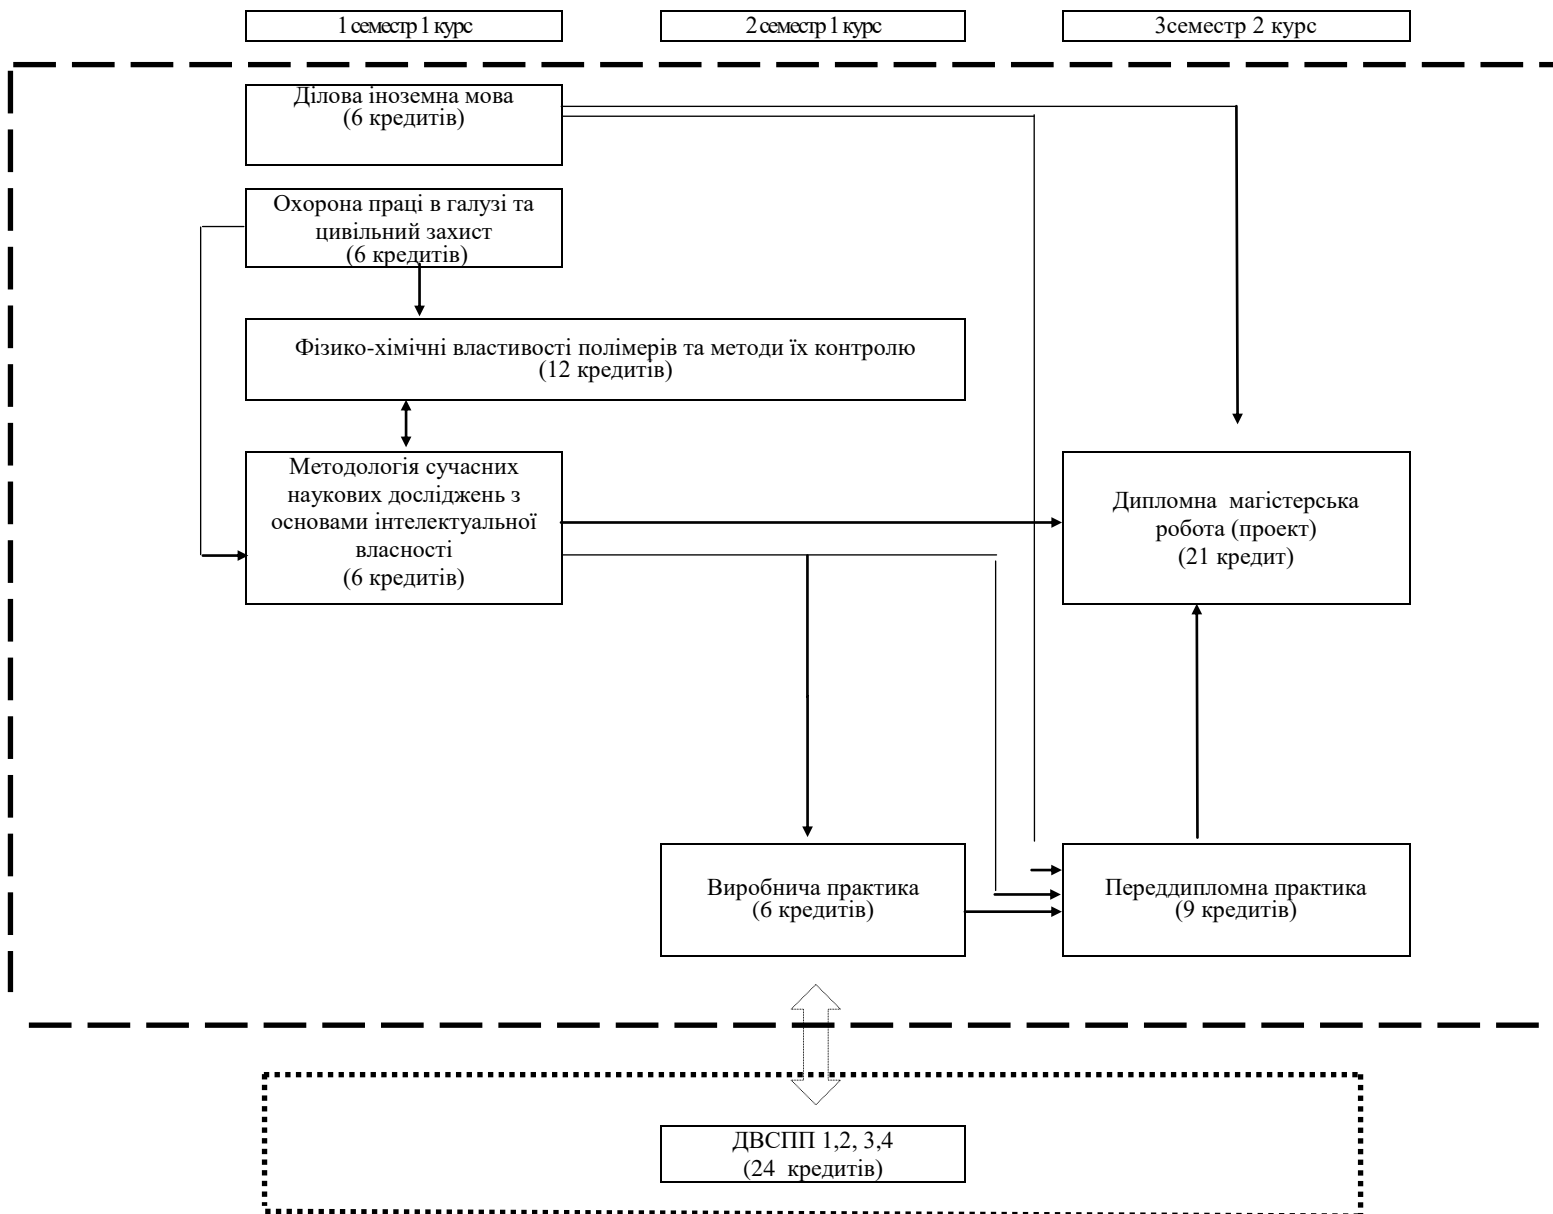 1 семестр 1 курс
2 семестр 1 курс
3семестр 2 курс
Ділова іноземна мова
(6 кредитів)
Охорона праці в галузі та
цивільний захист
(6 кредитів)
Фізико-хімічні властивості полімерів та методи їх контролю
(12 кредитів)
Методологія сучасних
наукових досліджень з
основами інтелектуальної
власності
(6 кредитів)
Дипломна магістерська
робота (проект)
(21 кредит)
Виробнича практика
(6 кредитів)
Переддипломна практика
(9 кредитів)
ДВСПП 1,2, 3,4
(24 кредитів)